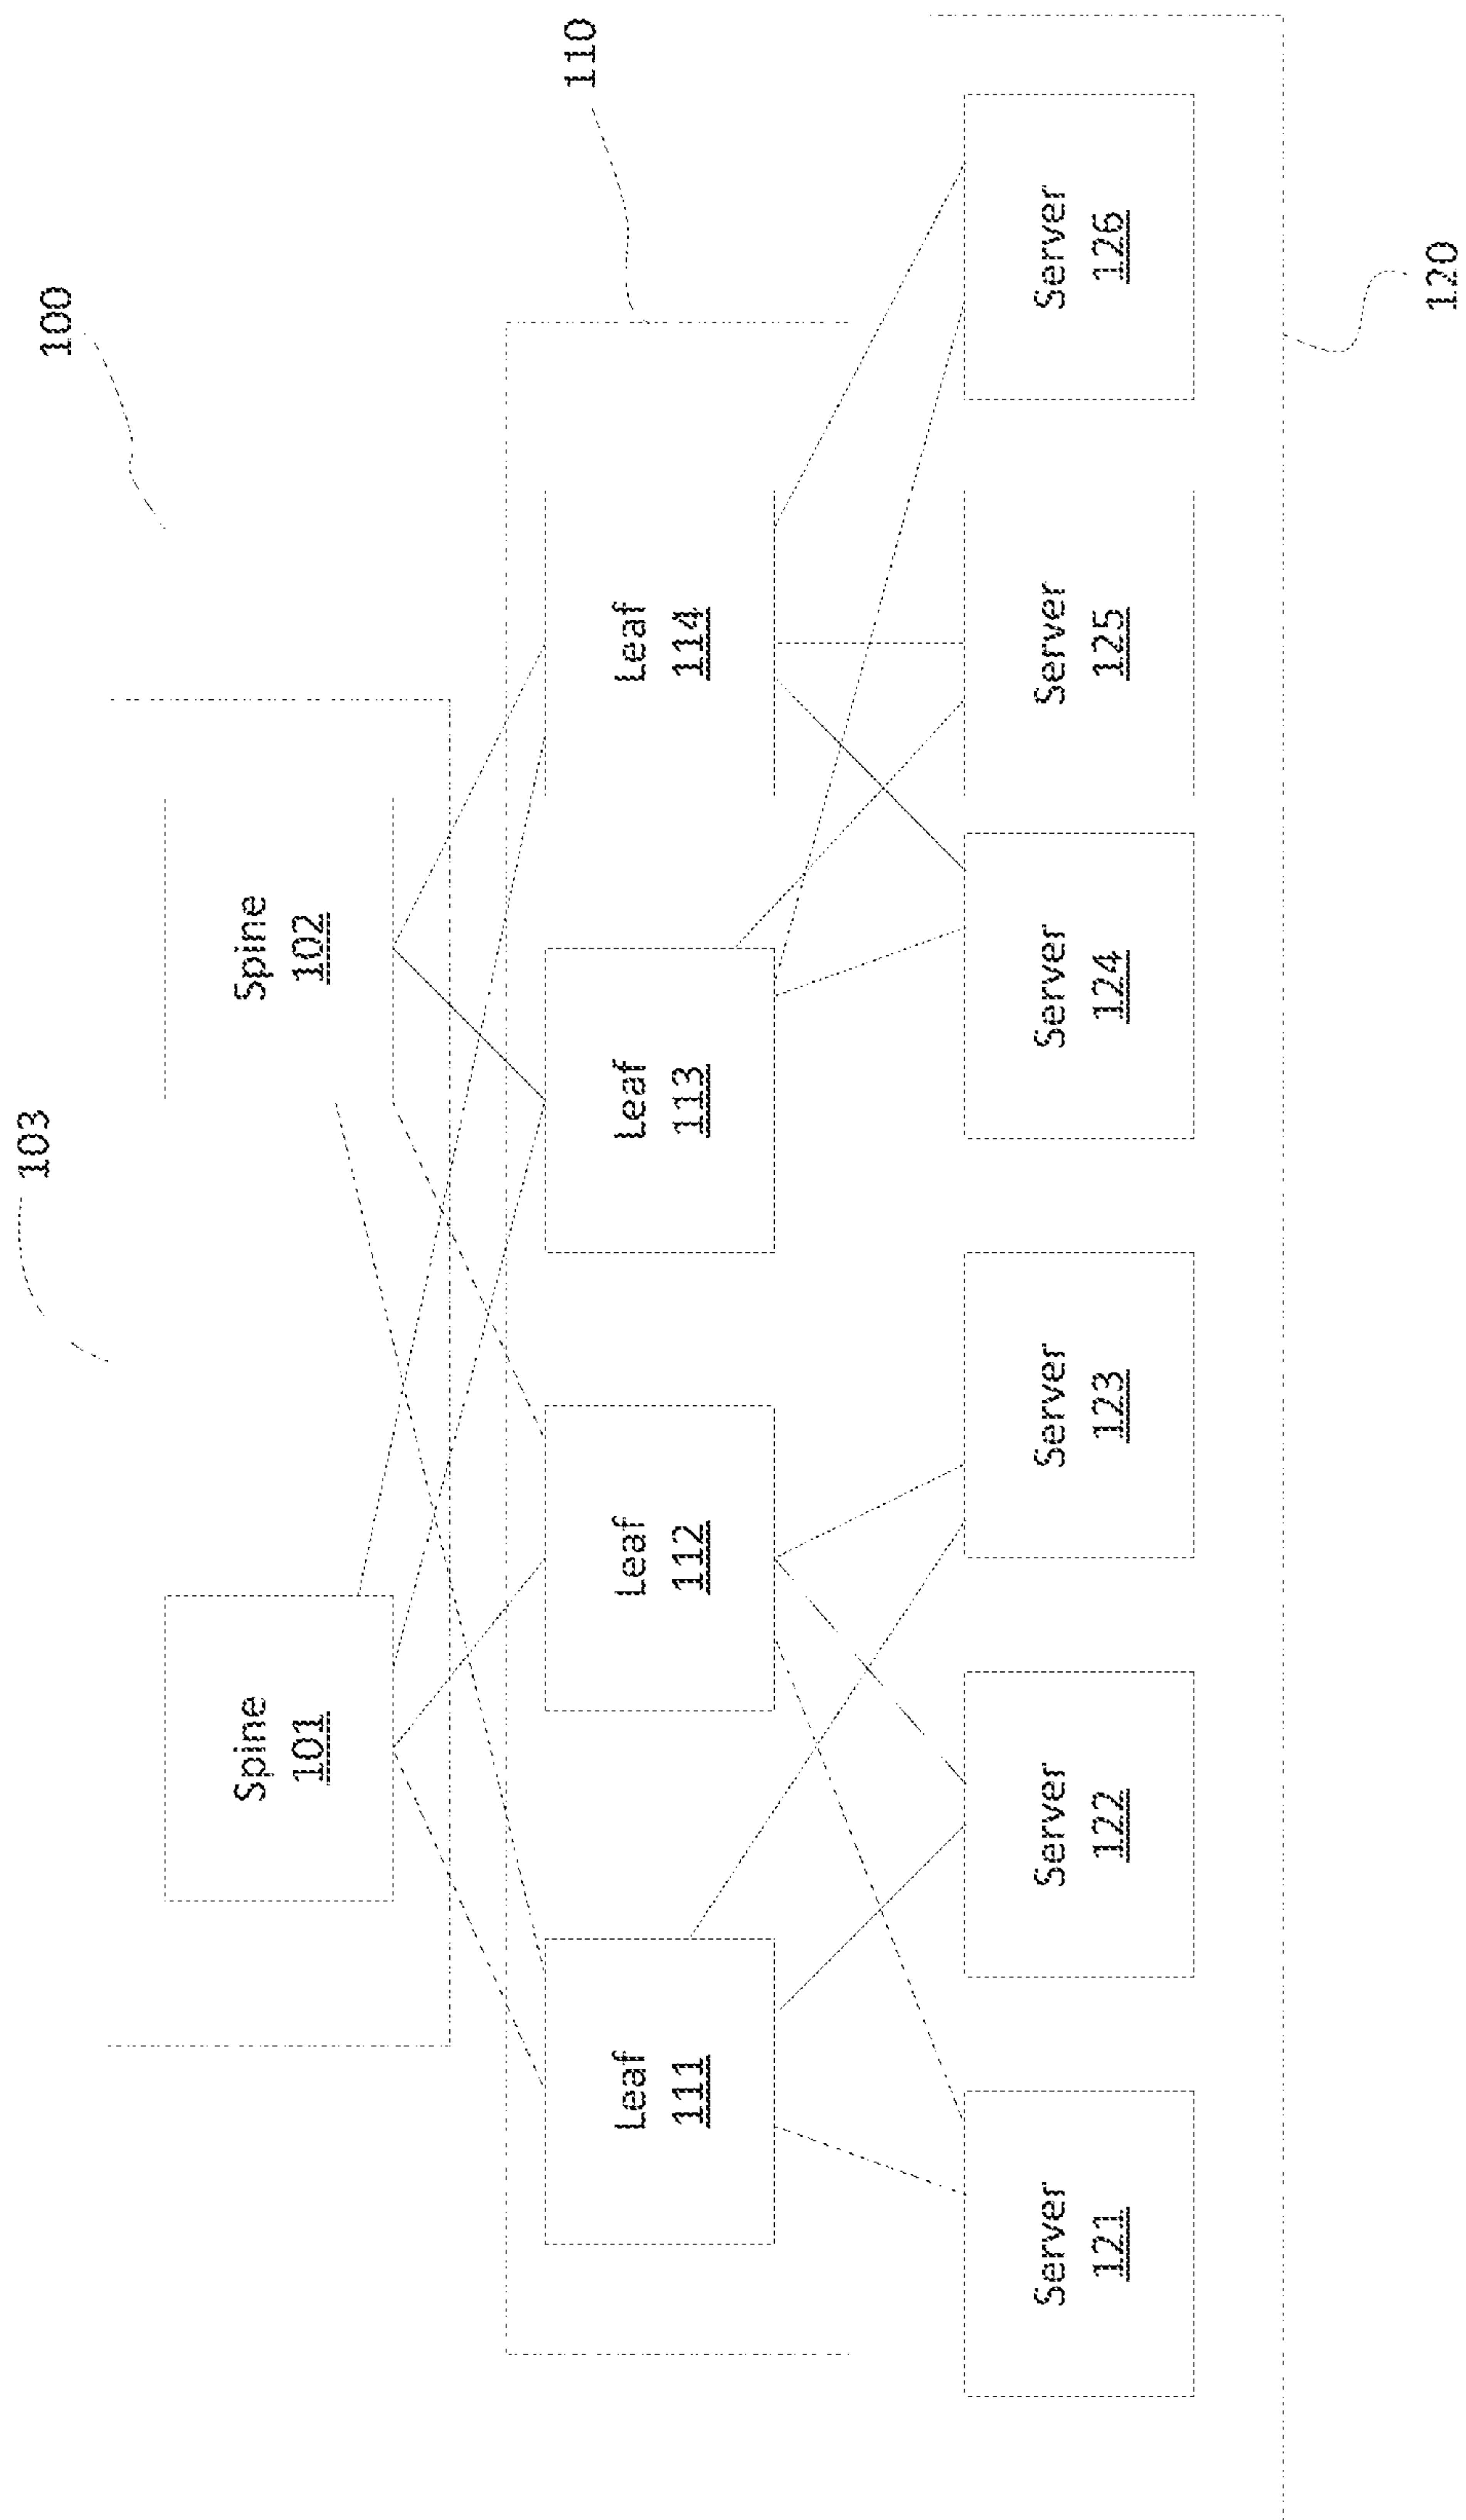 100
103
Spine
101
Spine
102
110
Leaf
111
Leaf
112
Leaf
113
Leaf
114
Server
121
Server
122
Server
123
Server
124
Server
125
Server
126
120